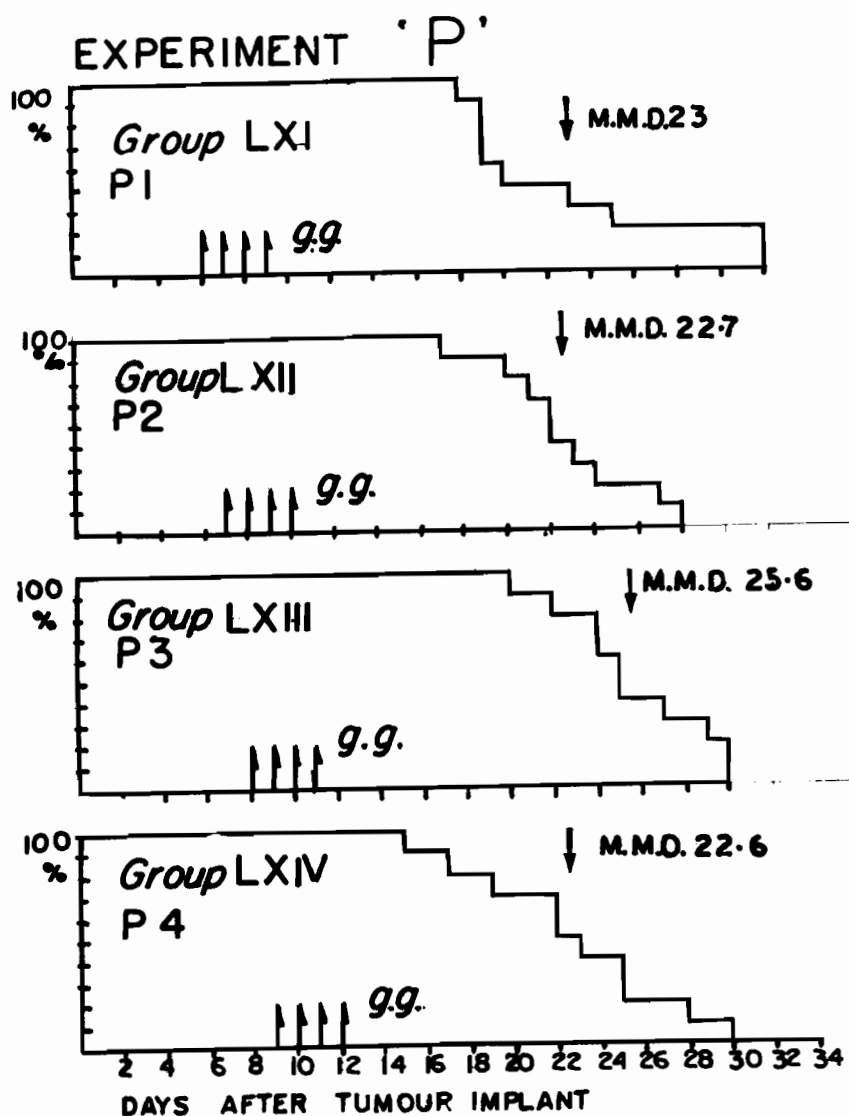 EXPERIMENT 'P'
100
%
Group LXI
P1
g.g.
M.M.D.23
100
%
Group LXII
P2
g.g.
M.M.D. 22·7
100
%
Group LXIII
P3
g.g.
M.M.D. 25·6
100
%
Group LXIV
P4
g.g.
M.M.D. 22·6
2 4 6 8 10 12 14 16 18 20 22 24 26 28 30 32 34
DAYS AFTER TUMOUR IMPLANT